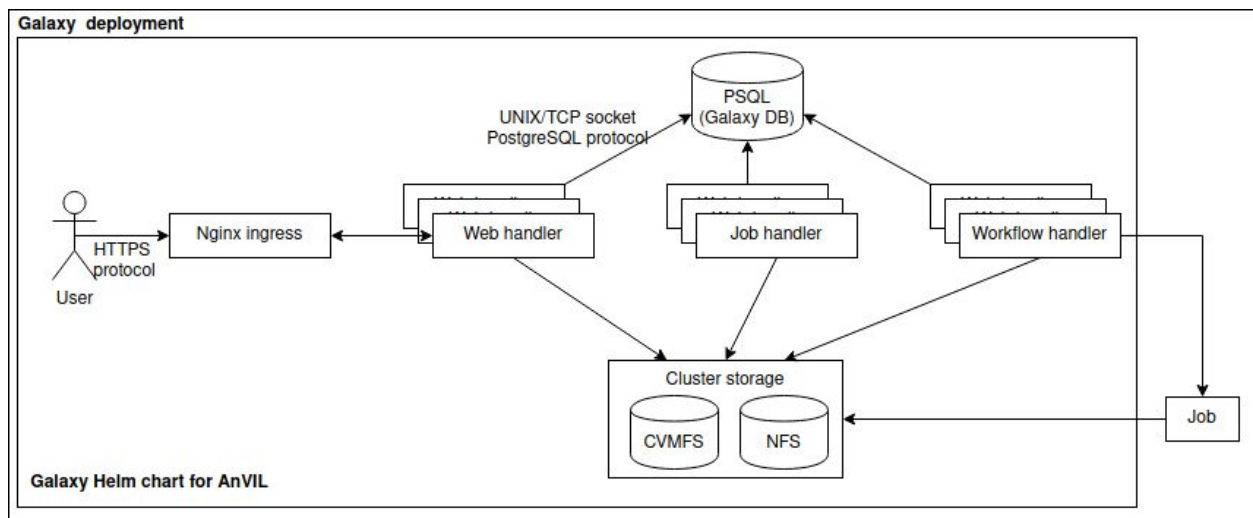 Galaxy deployment
PSQL
(Galaxy DB)
UNIX/TCP socket
PostgreSQL protocol
Nginx ingress
Web handler
Job handler
Workflow handler
HTTPS
protocol
User
Cluster storage
CVMFS
NFS
Job
Galaxy Helm chart for AnVIL